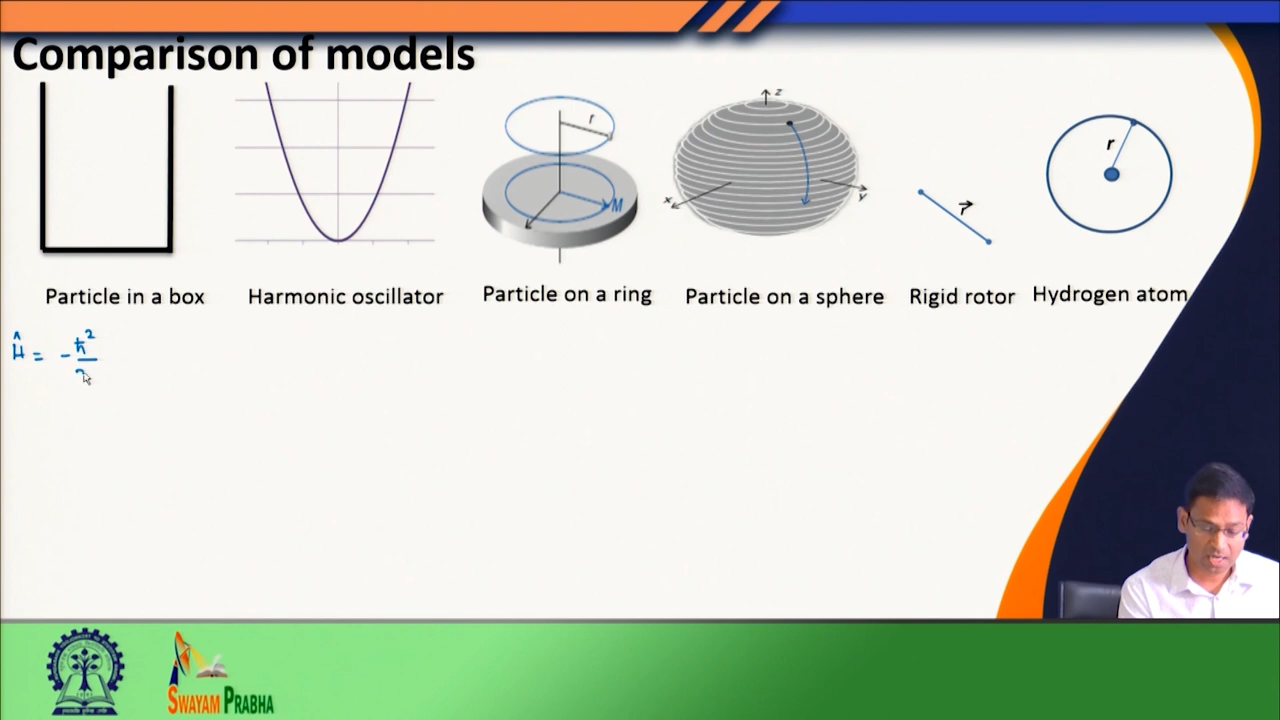 Comparison of models
r
M
z
x
y
r⃗
r
Particle in a box
Harmonic oscillator
Particle on a ring
Particle on a sphere
Rigid rotor
Hydrogen atom
Ĥ = -ħ²
SWAYAM PRABHA